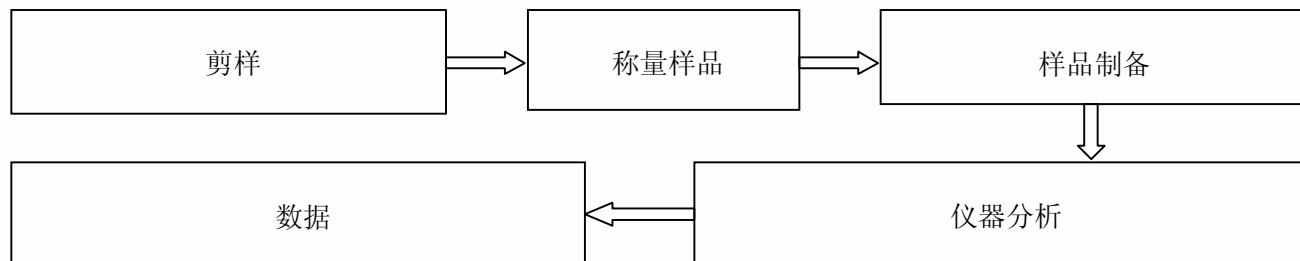 剪样
称量样品
样品制备
仪器分析
数据